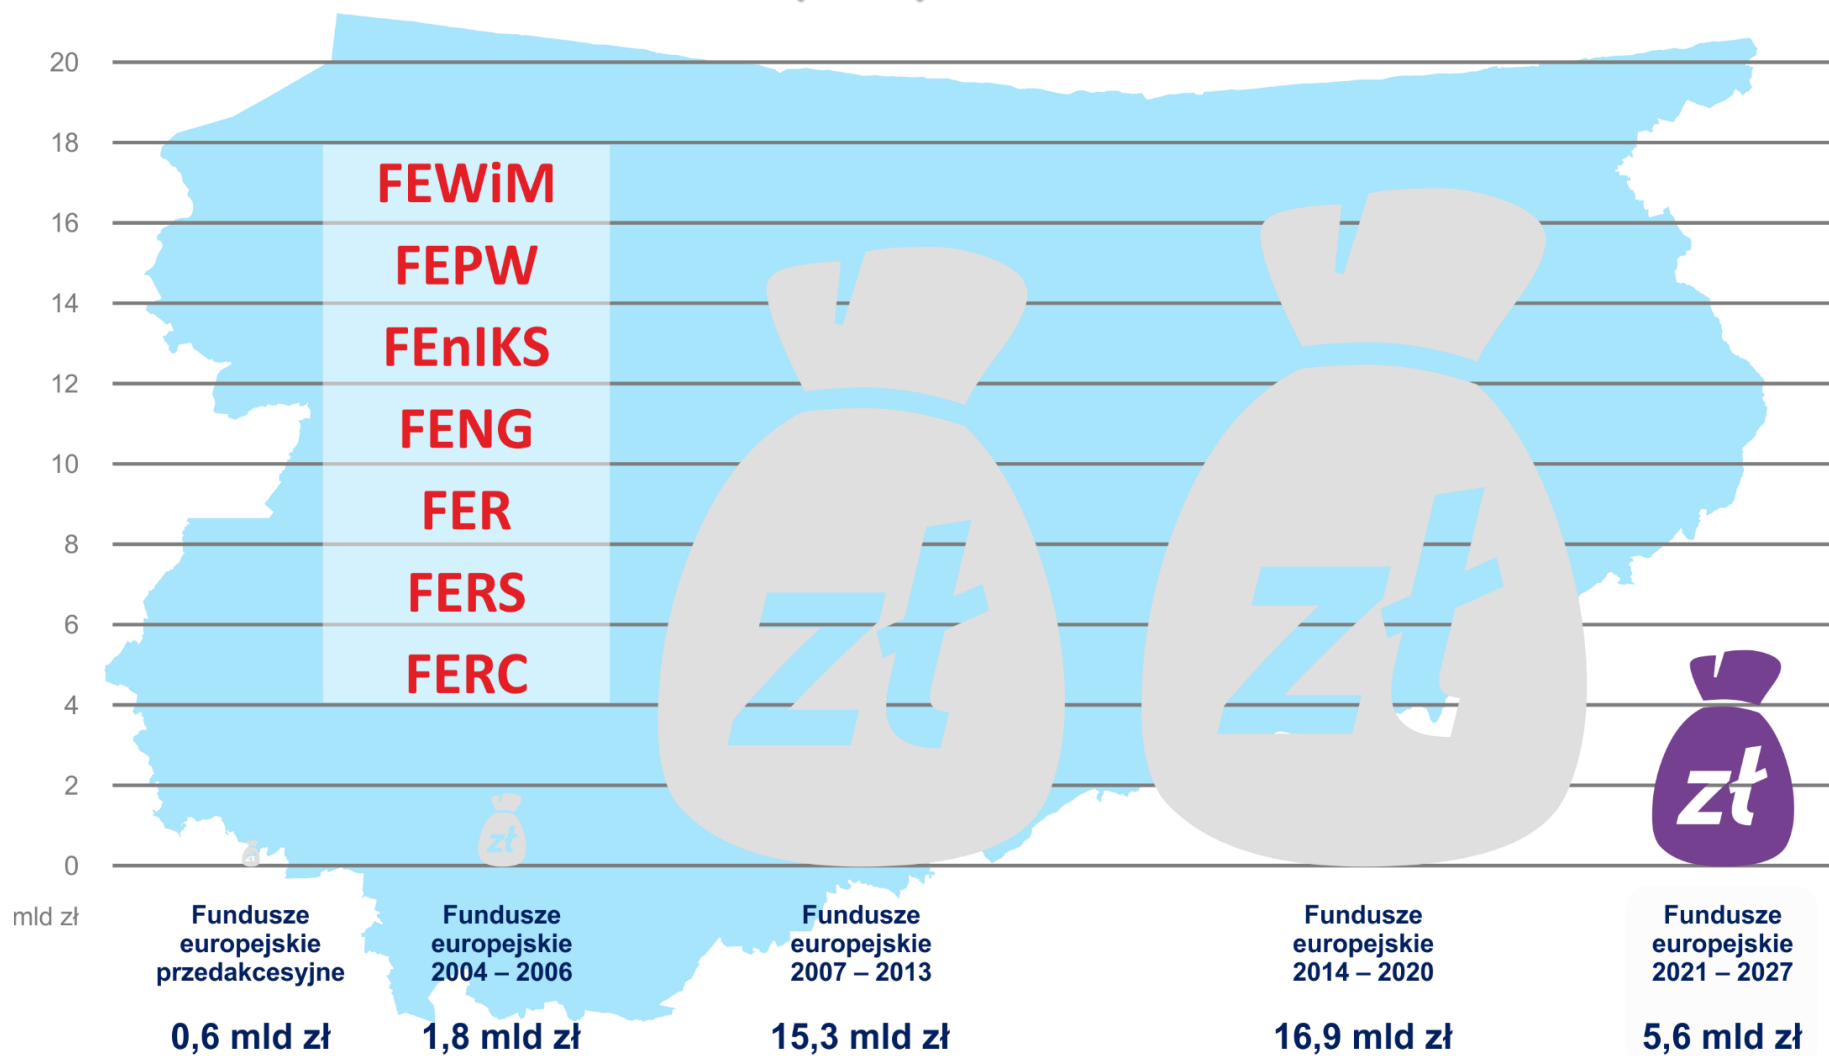 20
18
16
14
12
10
8
6
4
2
0
mld zł
FEWiM
FEPW
FEnIKS
FENG
FER
FERS
FERC
zł
zł
zł
zł
zł
Fundusze
europejskie
przedakcesyjne
0,6 mld zł
Fundusze
europejskie
2004 – 2006
1,8 mld zł
Fundusze
europejskie
2007 – 2013
15,3 mld zł
Fundusze
europejskie
2014 – 2020
16,9 mld zł
Fundusze
europejskie
2021 – 2027
5,6 mld zł